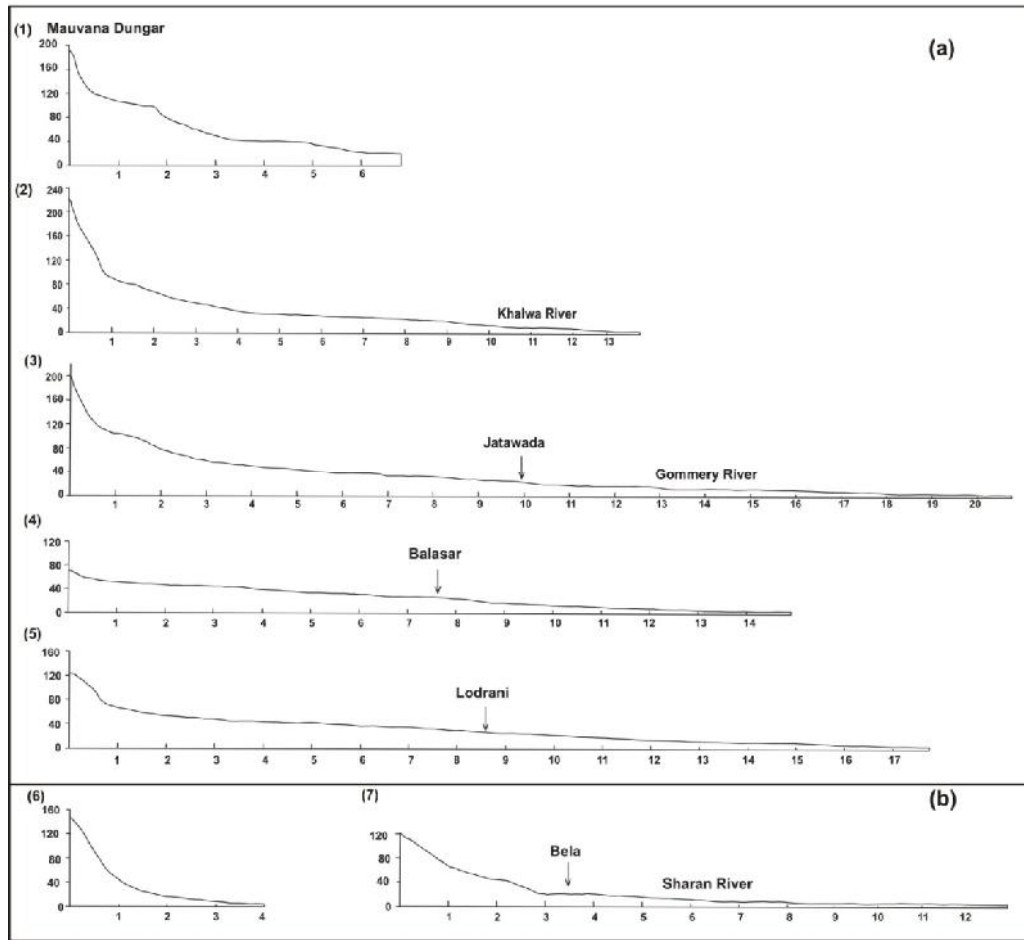 (1) Mauvana Dungar
(a)
200
160
120
80
40
0
1 2 3 4 5 6
(2)
240
200
160
120
80
40
0
Khalwa River
1 2 3 4 5 6 7 8 9 10 11 12 13
(3)
200
160
120
80
40
0
Jatawada
Gommery River
1 2 3 4 5 6 7 8 9 10 11 12 13 14 15 16 17 18 19 20
(4)
120
80
40
0
Balasar
1 2 3 4 5 6 7 8 9 10 11 12 13 14
(5)
160
120
80
40
0
Lodrani
1 2 3 4 5 6 7 8 9 10 11 12 13 14 15 16 17
(6)
160
120
80
40
0
1 2 3 4
(7)
(b)
120
80
40
0
Bela
Sharan River
1 2 3 4 5 6 7 8 9 10 11 12